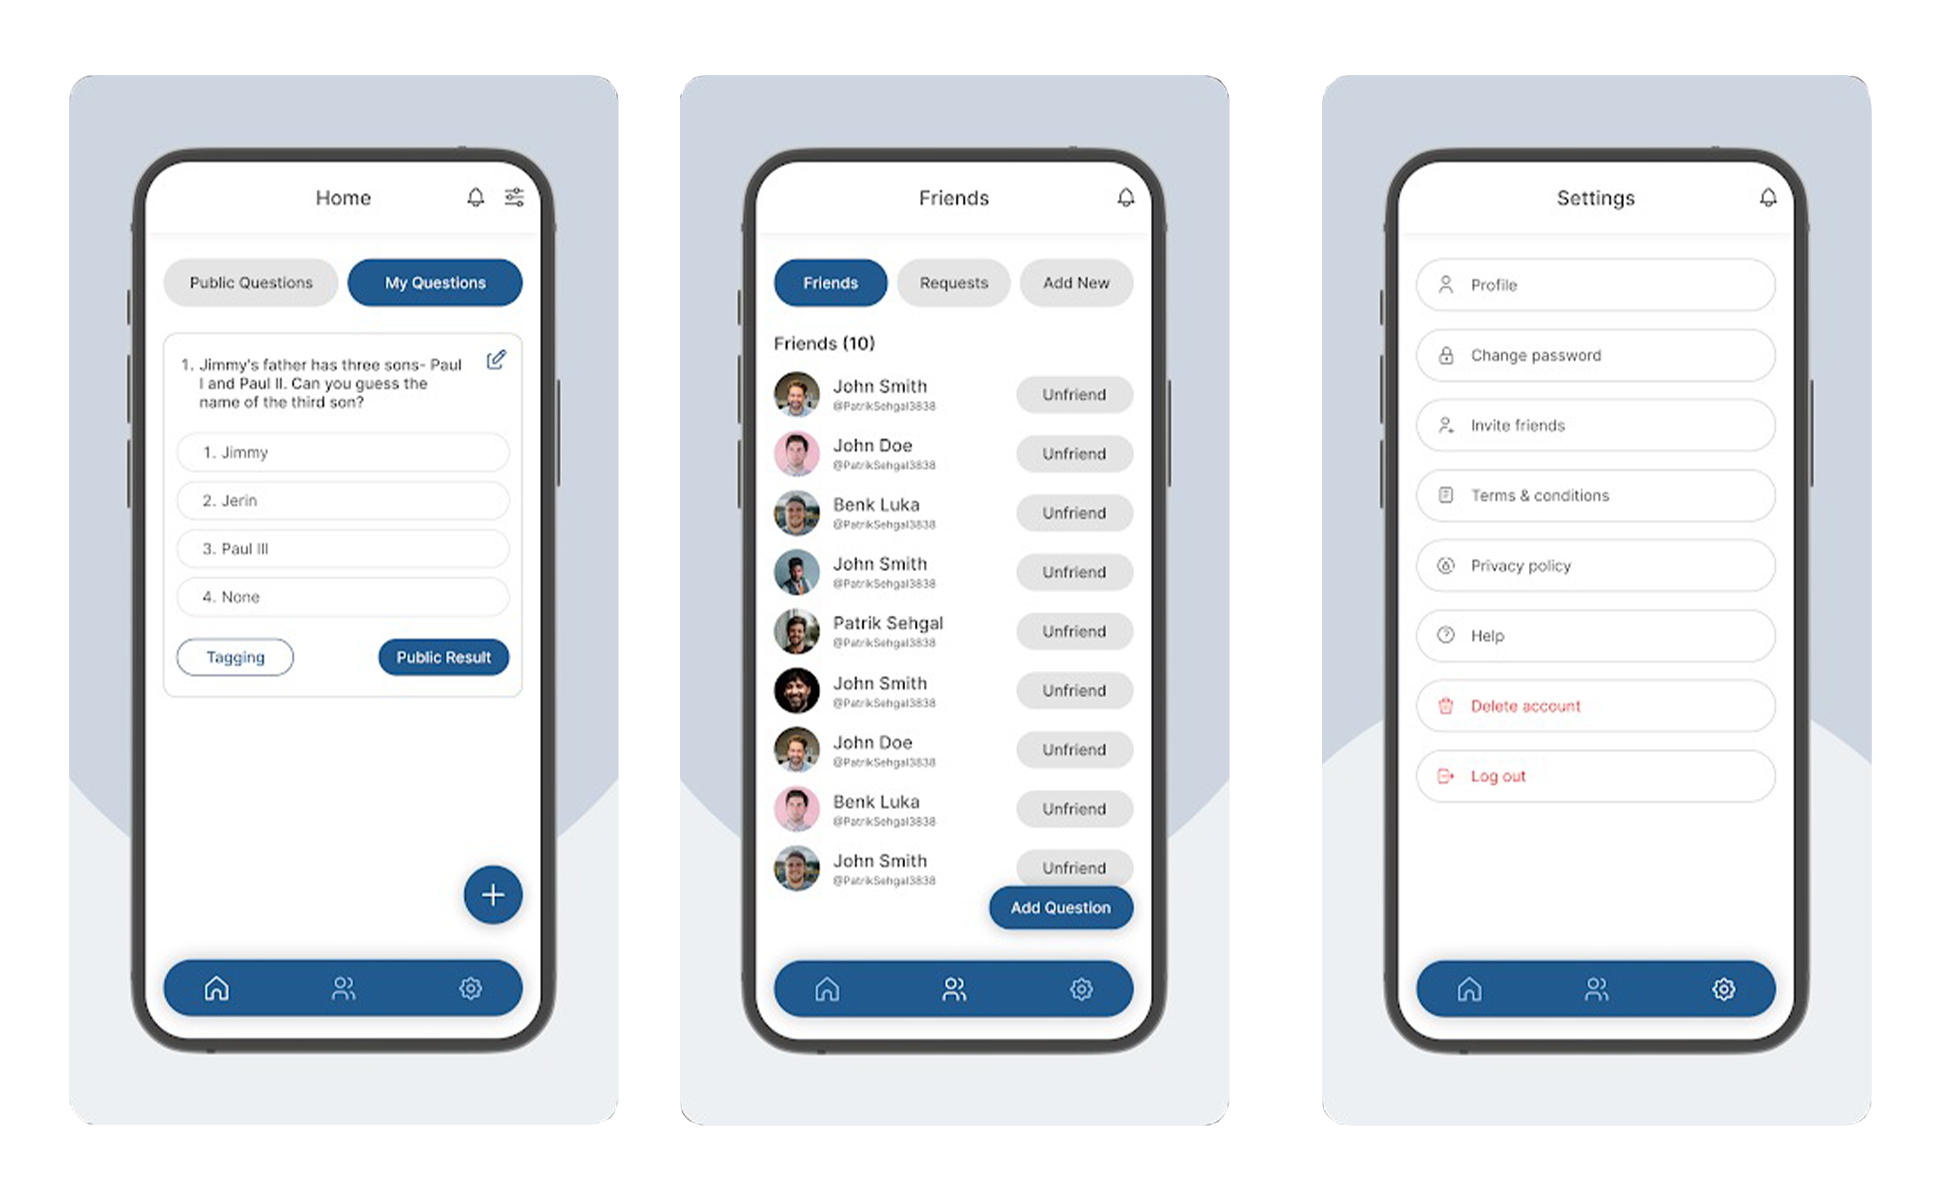 Home
Public Questions
My Questions
1. Jimmy's father has three sons- Paul
I and Paul II. Can you guess the
name of the third son?
1. Jimmy
2. Jerin
3. Paul III
4. None
Tagging
Public Result
Friends
Friends
Requests
Add New
Friends (10)
John Smith
@PatrikSehgal3838
Unfriend
John Doe
@PatrikSehgal3838
Unfriend
Benk Luka
@PatrikSehgal3838
Unfriend
John Smith
@PatrikSehgal3838
Unfriend
Patrik Sehgal
@PatrikSehgal3838
Unfriend
John Smith
@PatrikSehgal3838
Unfriend
John Doe
@PatrikSehgal3838
Unfriend
Benk Luka
@PatrikSehgal3838
Unfriend
John Smith
@PatrikSehgal3838
Unfriend
Add Question
Settings
Profile
Change password
Invite friends
Terms & conditions
Privacy policy
Help
Delete account
Log out